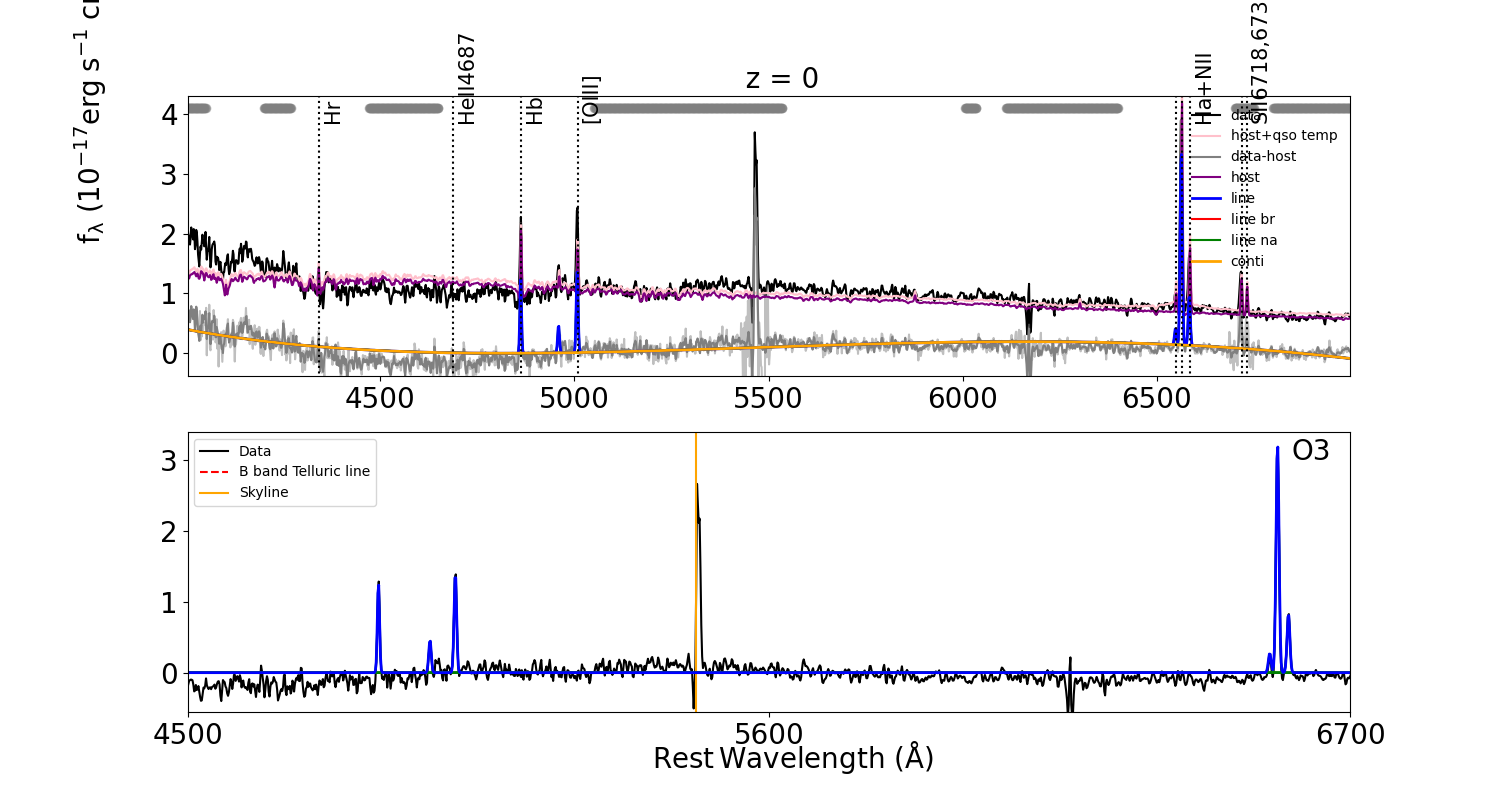 z = 0
f_λ (10^{-17} erg s^{-1} c
Hr
HeII4687
Hb
[OIII]
Ha+NII
SII6718,673
4
3
2
1
0
data
host+qso temp
data-host
host
line
line br
line na
conti
4500
5000
5500
6000
6500
3
2
1
0
Data
B band Telluric line
Skyline
O3
4500
5600
6700
Rest Wavelength (Å)